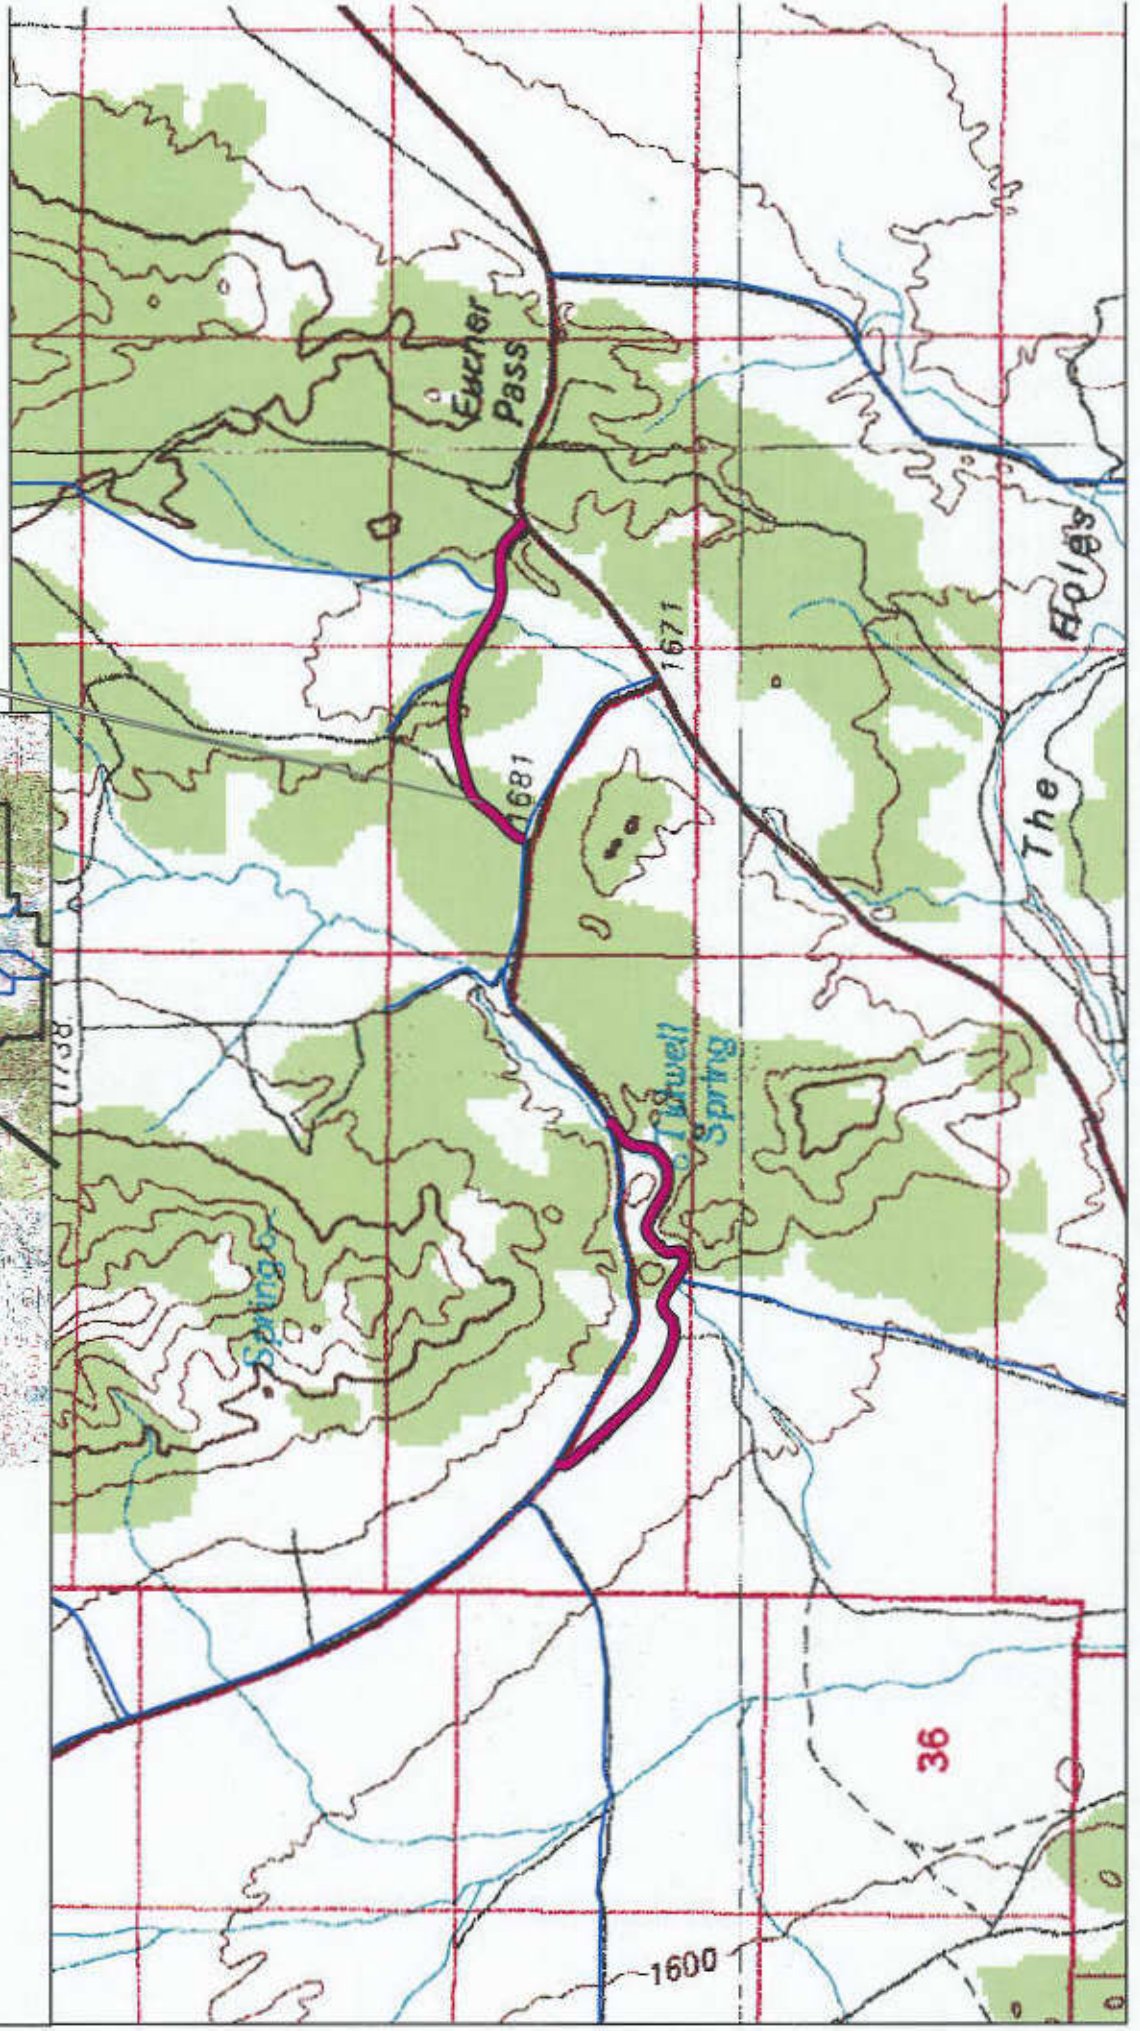 Eucher
Pass
1671
1681
The Holes
1738
Tidwell
Spring
Spring
36
1600